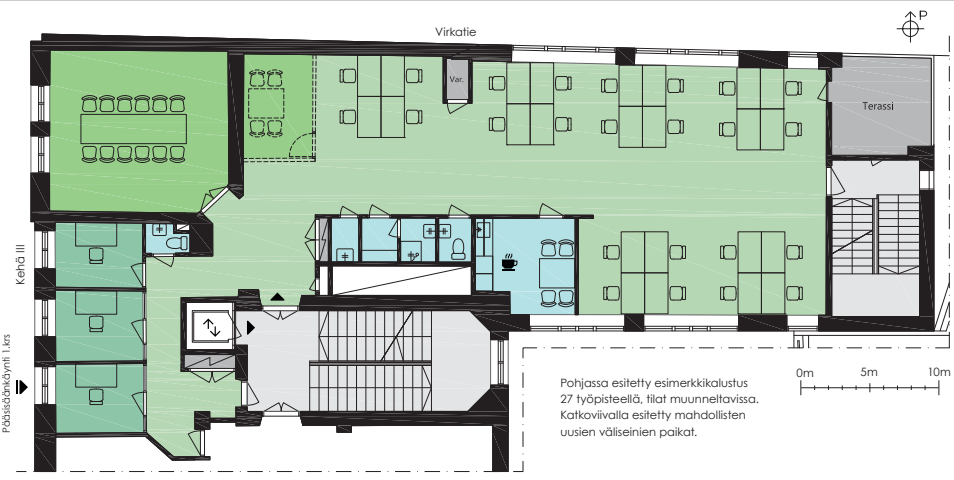 Virkatie
P
Var.
Terassi
Kehä III
Pääsisäänkäynti 1.krs
Pohjassa esitetty esimerkkikalustus
27 työpisteellä, tilat muunneltavissa.
Katkoviivalla esitetty mahdollisten
uusien väliseinien paikat.
0m 5m 10m